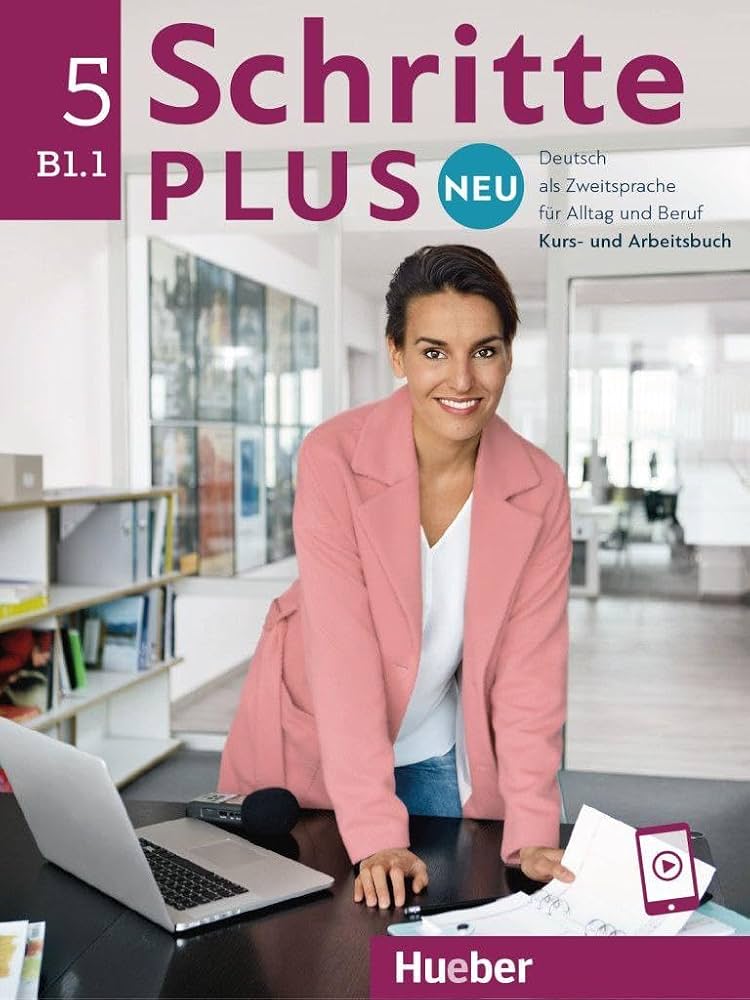 5
B1.1
Schritte
PLUS
NEU
Deutsch
als Zweitsprache
für Alltag und Beruf
Kurs- und Arbeitsbuch
Hueber